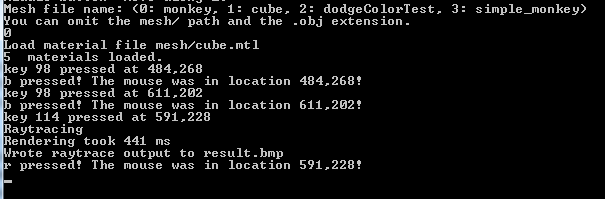 Mesh file name: (0: monkey, 1: cube, 2: dodgeColorTest, 3: simple_monkey)
You can omit the mesh/ path and the .obj extension.
0
Load material file mesh/cube.mtl
5  materials loaded.
key 98 pressed at 484,268
b pressed! The mouse was in location 484,268!
key 98 pressed at 611,202
b pressed! The mouse was in location 611,202!
key 114 pressed at 591,228
Raytracing
Rendering took 441 ms
Wrote raytrace output to result.bmp
r pressed! The mouse was in location 591,228!